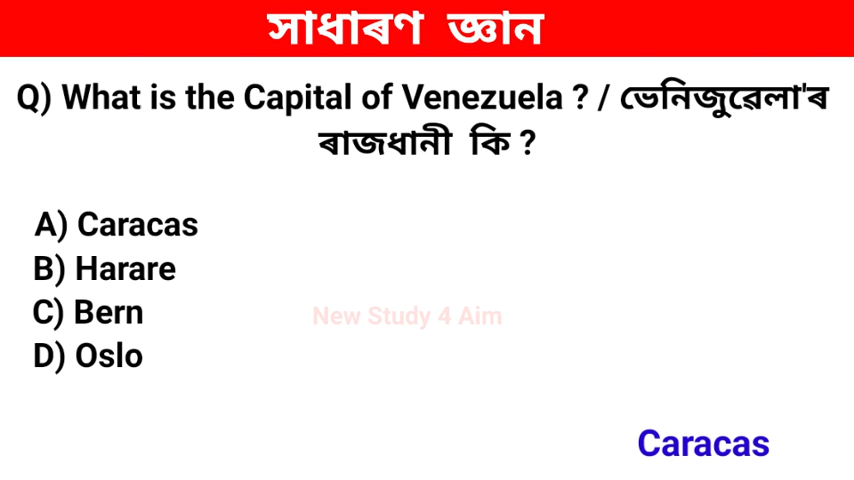 সাধাৰণ জ্ঞান
Q) What is the Capital of Venezuela ? / ভেনিজুৱেলা'ৰ
ৰাজধানী কি ?
A) Caracas
B) Harare
C) Bern
New Study 4 Aim
D) Oslo
Caracas